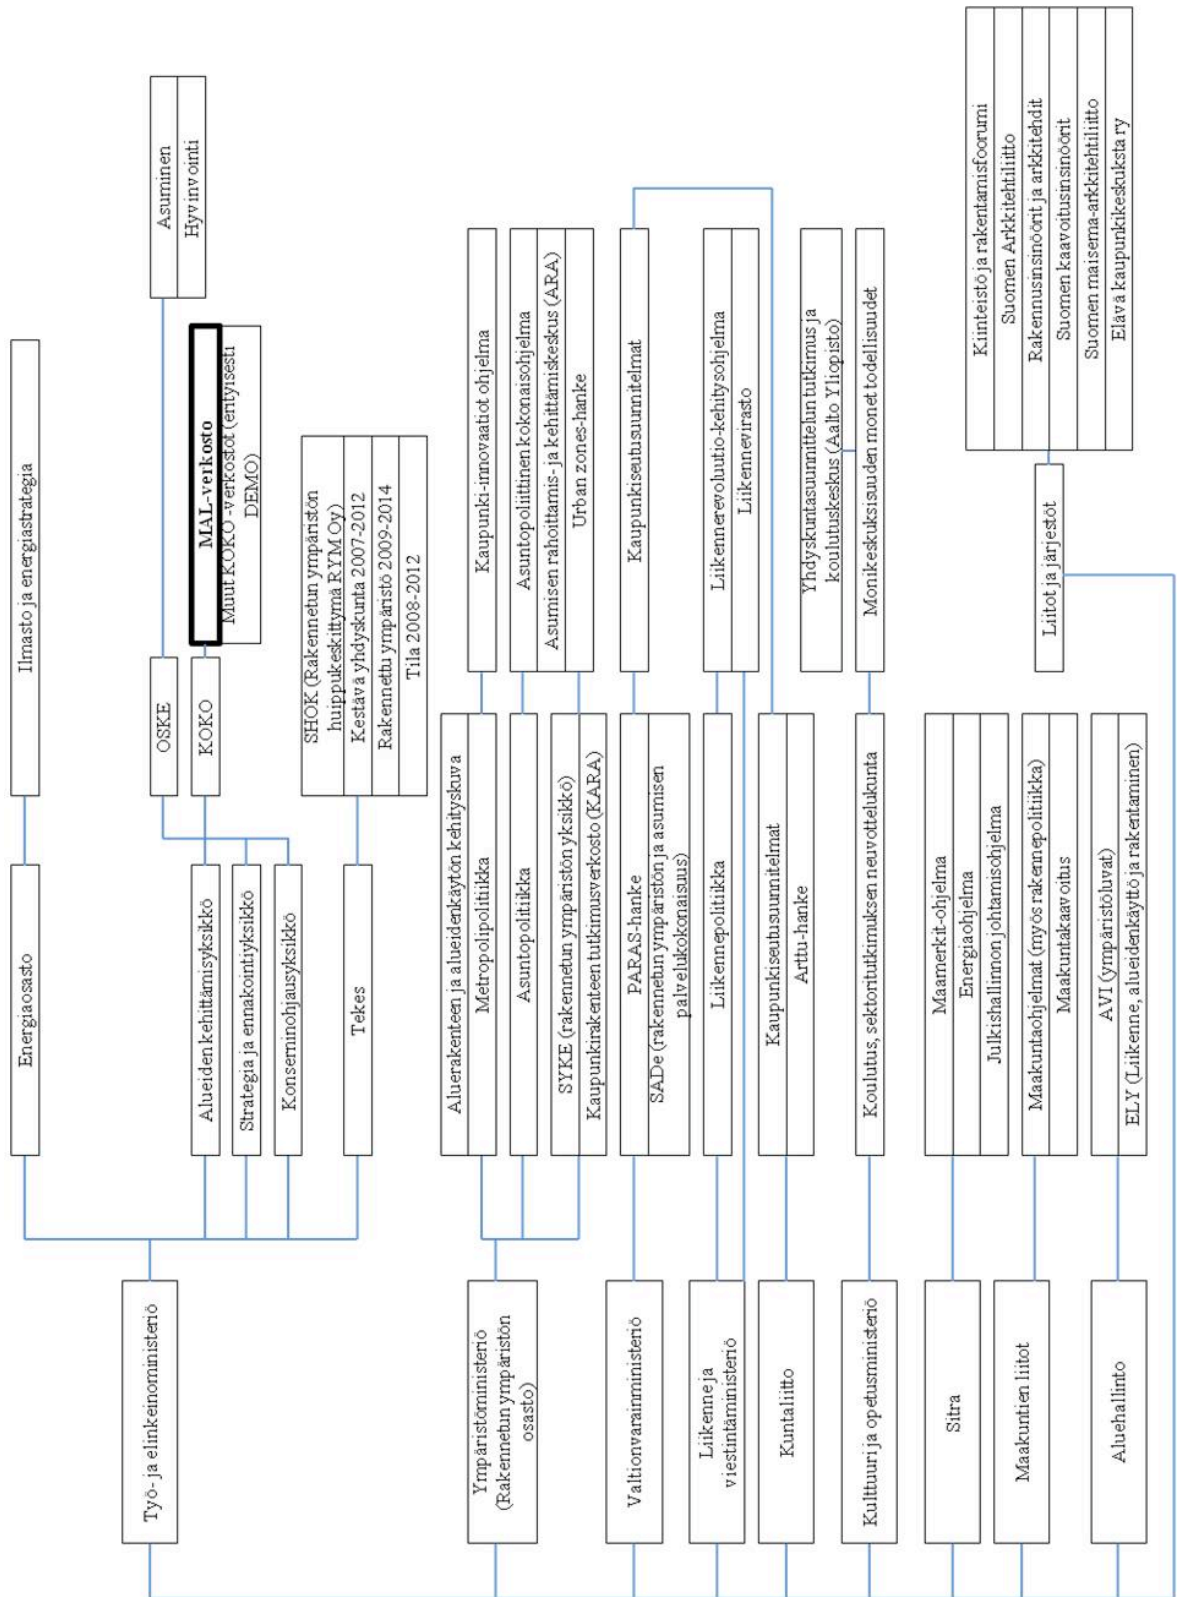 Työ- ja elinkeinoministeriö
Energiaosasto
Ilmasto ja energiastrategia
Alueiden kehittämisyksikkö
Strategia ja ennakointiyksikkö
Konserninohjausyksikkö
OSKE
Asuminen
Hyvinvointi
KOKO
MAL-verkosto
Muut KOKO -verkostot (erityisesti
DEMO)
Tekes
SHOK (Rakennetun ympäristön
huippukeskittymä RYM Oy)
Kestävä yhdyskunta 2007-2012
Rakennettu ympäristö 2009-2014
Tila 2008-2012
Ympäristöministeriö
(Rakennetun ympäristön
osasto)
Aluerakenteen ja alueidenkäytön kehityskuva
Metropolipolitiikka
Kaupunki-innovaatiot ohjelma
Asuntopolitiikka
Asuntopoliittinen kokonaisohjelma
Asumisen rahoittamis- ja kehittämiskeskus (ARA)
SYKE (rakennetun ympäristön yksikkö)
Kaupunkirakenteen tutkimusverkosto (KARA)
Urban zones-hanke
Valtionvarainministeriö
PARAS-hanke
SADe (rakennetun ympäristön ja asumisen
palvelukokonaisuus)
Kaupunkiseutusuunnitelmat
Liikenne ja
viestintäministeriö
Liikennepolitiikka
Liikennerevoluutio-kehitysohjelma
Liikennevirasto
Kuntaliitto
Kaupunkiseutusuunnitelmat
Arttu-hanke
Kulttuuri ja opetusministeriö
Koulutus, sektoritutkimuksen neuvottelukunta
Yhdyskuntasuunnittelun tutkimus ja
koulutuskeskus (Aalto Yliopisto)
Monikeskuksisuuden monet todellisuudet
Sitra
Maamerkit-ohjelma
Energiaohjelma
Julkishallinnon johtamisohjelma
Maakuntien liitot
Maakuntaohjelmat (myös rakennepolitiikka)
Maakuntakaavoitus
Aluehallinto
AVI (ympäristöluvat)
ELY (Liikenne, alueidenkäyttö ja rakentaminen)
Liitot ja järjestöt
Kiinteistö ja rakentamisfoorumi
Suomen Arkkitehtiliitto
Rakennusinsinöörit ja arkkitehdit
Suomen kaavoitusinsinöörit
Suomen maisema-arkkitehtiliitto
Elävä kaupunkikeskuksta ry